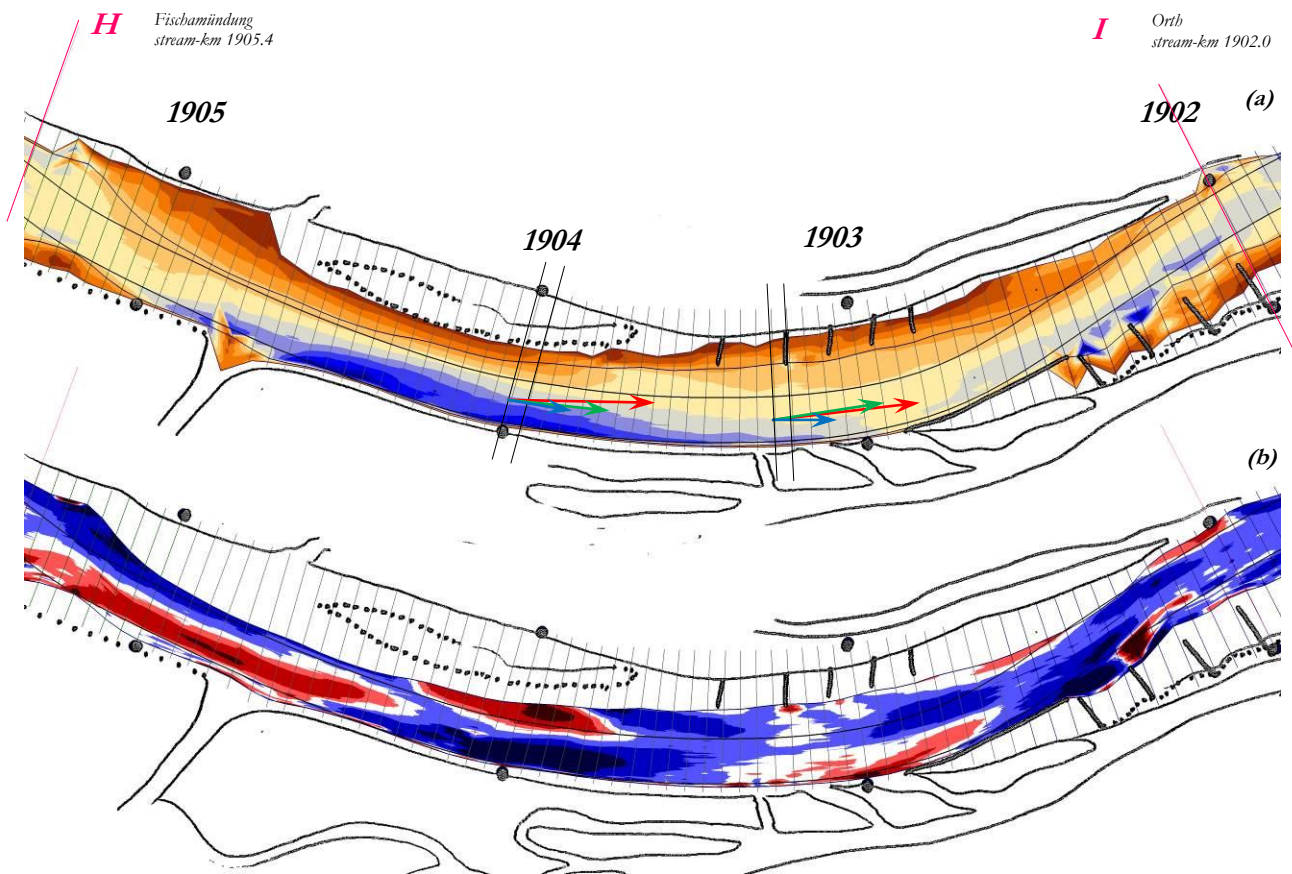 H
Fischamündung
stream-km 1905.4
I
Orth
stream-km 1902.0
1905
1902
(a)
1904
1903
(b)